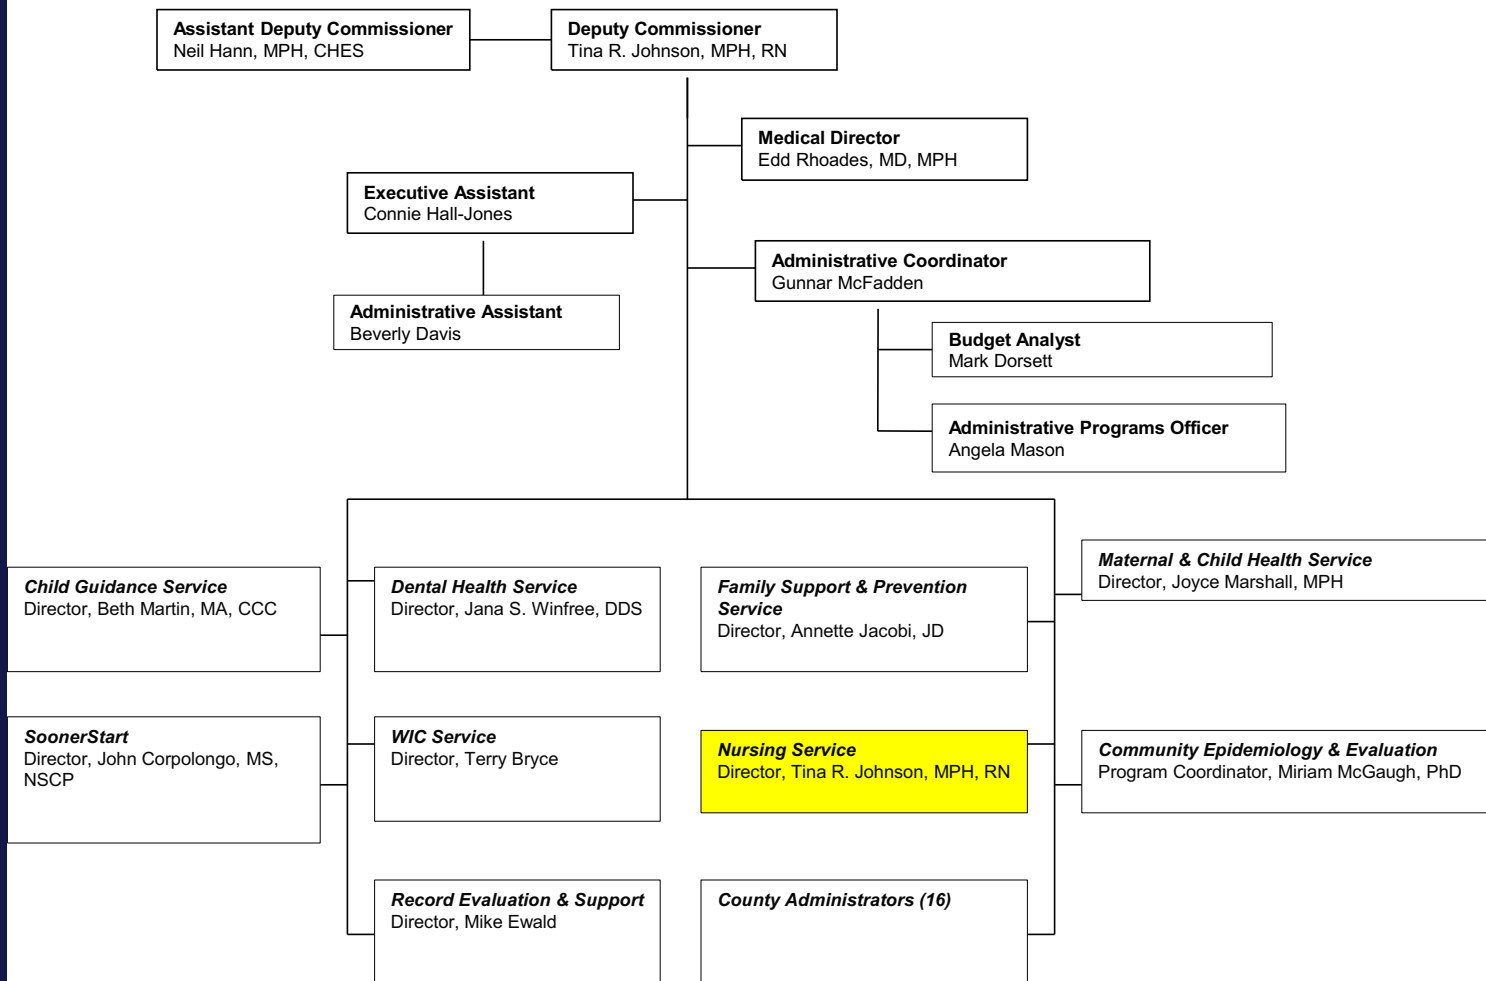 Assistant Deputy Commissioner
Neil Hann, MPH, CHES
Deputy Commissioner
Tina R. Johnson, MPH, RN
Medical Director
Edd Rhoades, MD, MPH
Executive Assistant
Connie Hall-Jones
Administrative Coordinator
Gunnar McFadden
Administrative Assistant
Beverly Davis
Budget Analyst
Mark Dorsett
Administrative Programs Officer
Angela Mason
Child Guidance Service
Director, Beth Martin, MA, CCC
Dental Health Service
Director, Jana S. Winfree, DDS
Family Support & Prevention
Service
Director, Annette Jacobi, JD
Maternal & Child Health Service
Director, Joyce Marshall, MPH
SoonerStart
Director, John Corpolongo, MS,
NSCP
WIC Service
Director, Terry Bryce
Nursing Service
Director, Tina R. Johnson, MPH, RN
Community Epidemiology & Evaluation
Program Coordinator, Miriam McGaugh, PhD
Record Evaluation & Support
Director, Mike Ewald
County Administrators (16)